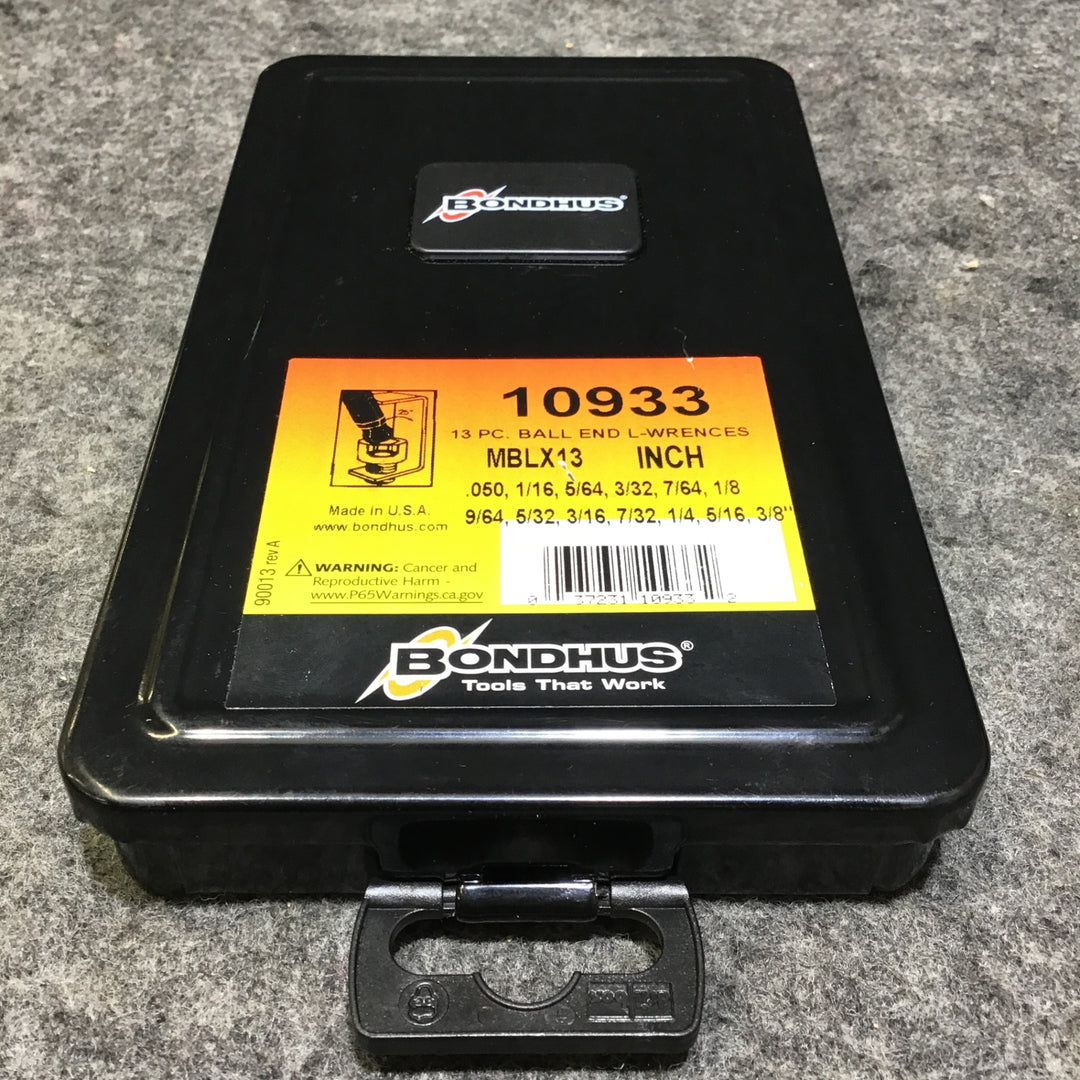 BONDHUS®
10933
13 PC. BALL END L-WRENCES
MBLX13 INCH
.050, 1/16, 5/64, 3/32, 7/64, 1/8
9/64, 5/32, 3/16, 7/32, 1/4, 5/16, 3/8"
Made in U.S.A.
www.bondhus.com
90013 rev A
WARNING: Cancer and
Reproductive Harm -
www.P65Warnings.ca.gov
0 37231 10933 2
BONDHUS®
Tools That Work